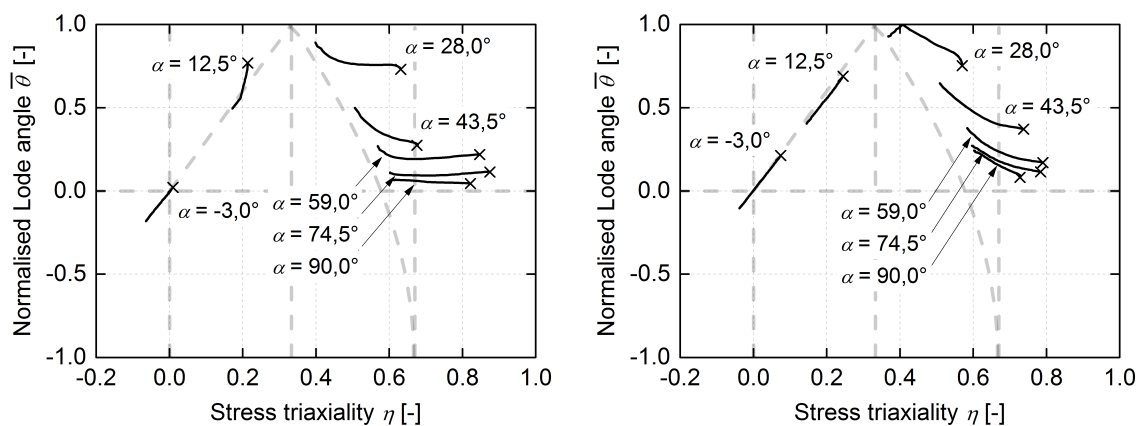 1.0
0.5
0.0
-0.5
-1.0
-0.2
0.0
0.2
0.4
0.6
0.8
1.0
Normalised Lode angle θ̅ [-]
Stress triaxiality η [-]
α = 12,5°
α = 28,0°
α = 43,5°
α = -3,0°
α = 59,0°
α = 74,5°
α = 90,0°
1.0
0.5
0.0
-0.5
-1.0
-0.2
0.0
0.2
0.4
0.6
0.8
1.0
Normalised Lode angle θ̅ [-]
Stress triaxiality η [-]
α = 12,5°
α = 28,0°
α = 43,5°
α = -3,0°
α = 59,0°
α = 74,5°
α = 90,0°